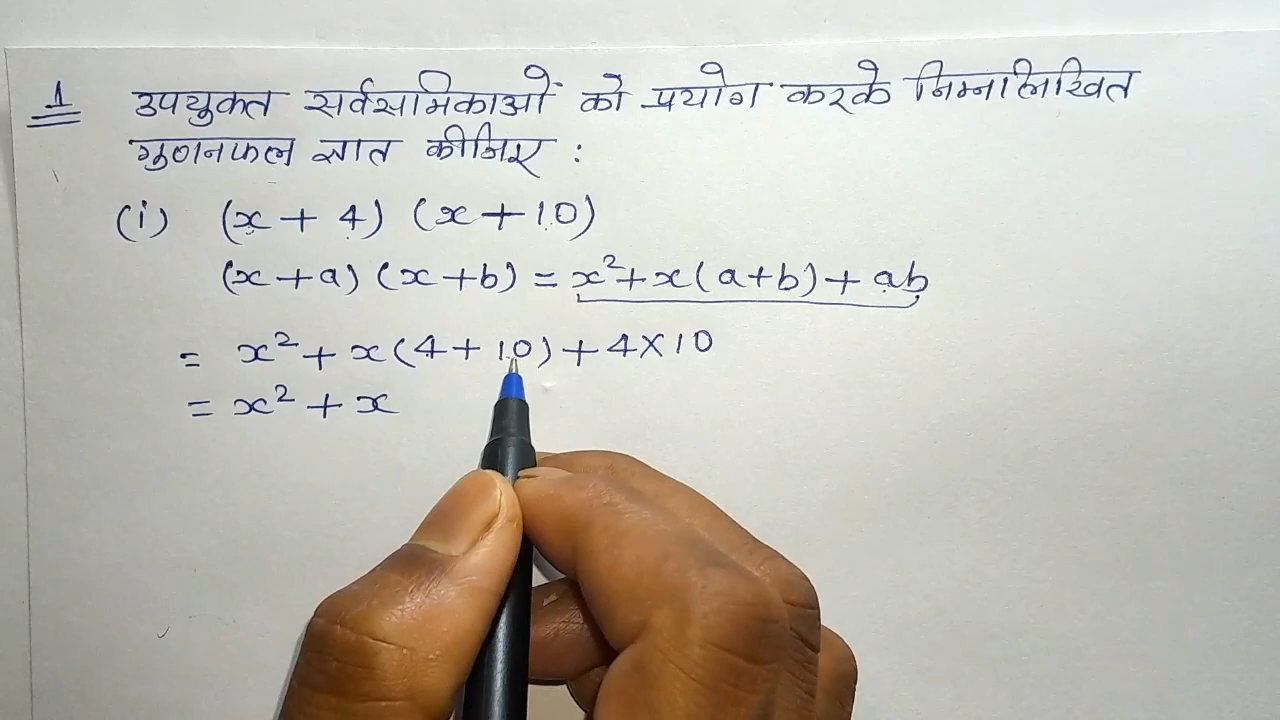 1 उपयुक्त सर्वसमिकाओं को प्रयोग करके निम्नलिखित
गुणनफल ज्ञात कीजिए :
(i) (x + 4) (x + 10)
(x + a) (x + b) = x² + x(a + b) + ab
= x² + x(4 + 10) + 4 × 10
= x² + x